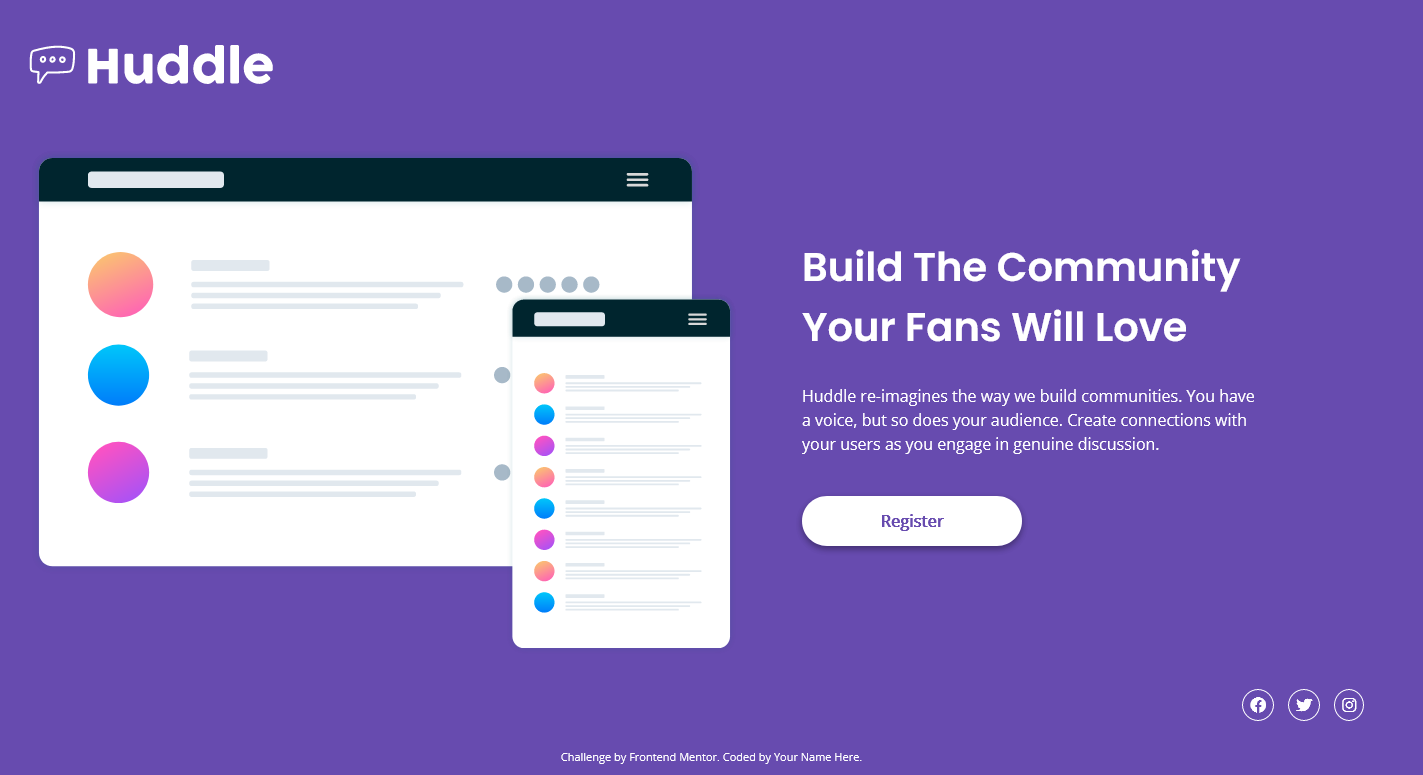 Huddle
Build The Community
Your Fans Will Love
Huddle re-imagines the way we build communities. You have
a voice, but so does your audience. Create connections with
your users as you engage in genuine discussion.
Register
Challenge by Frontend Mentor. Coded by Your Name Here.